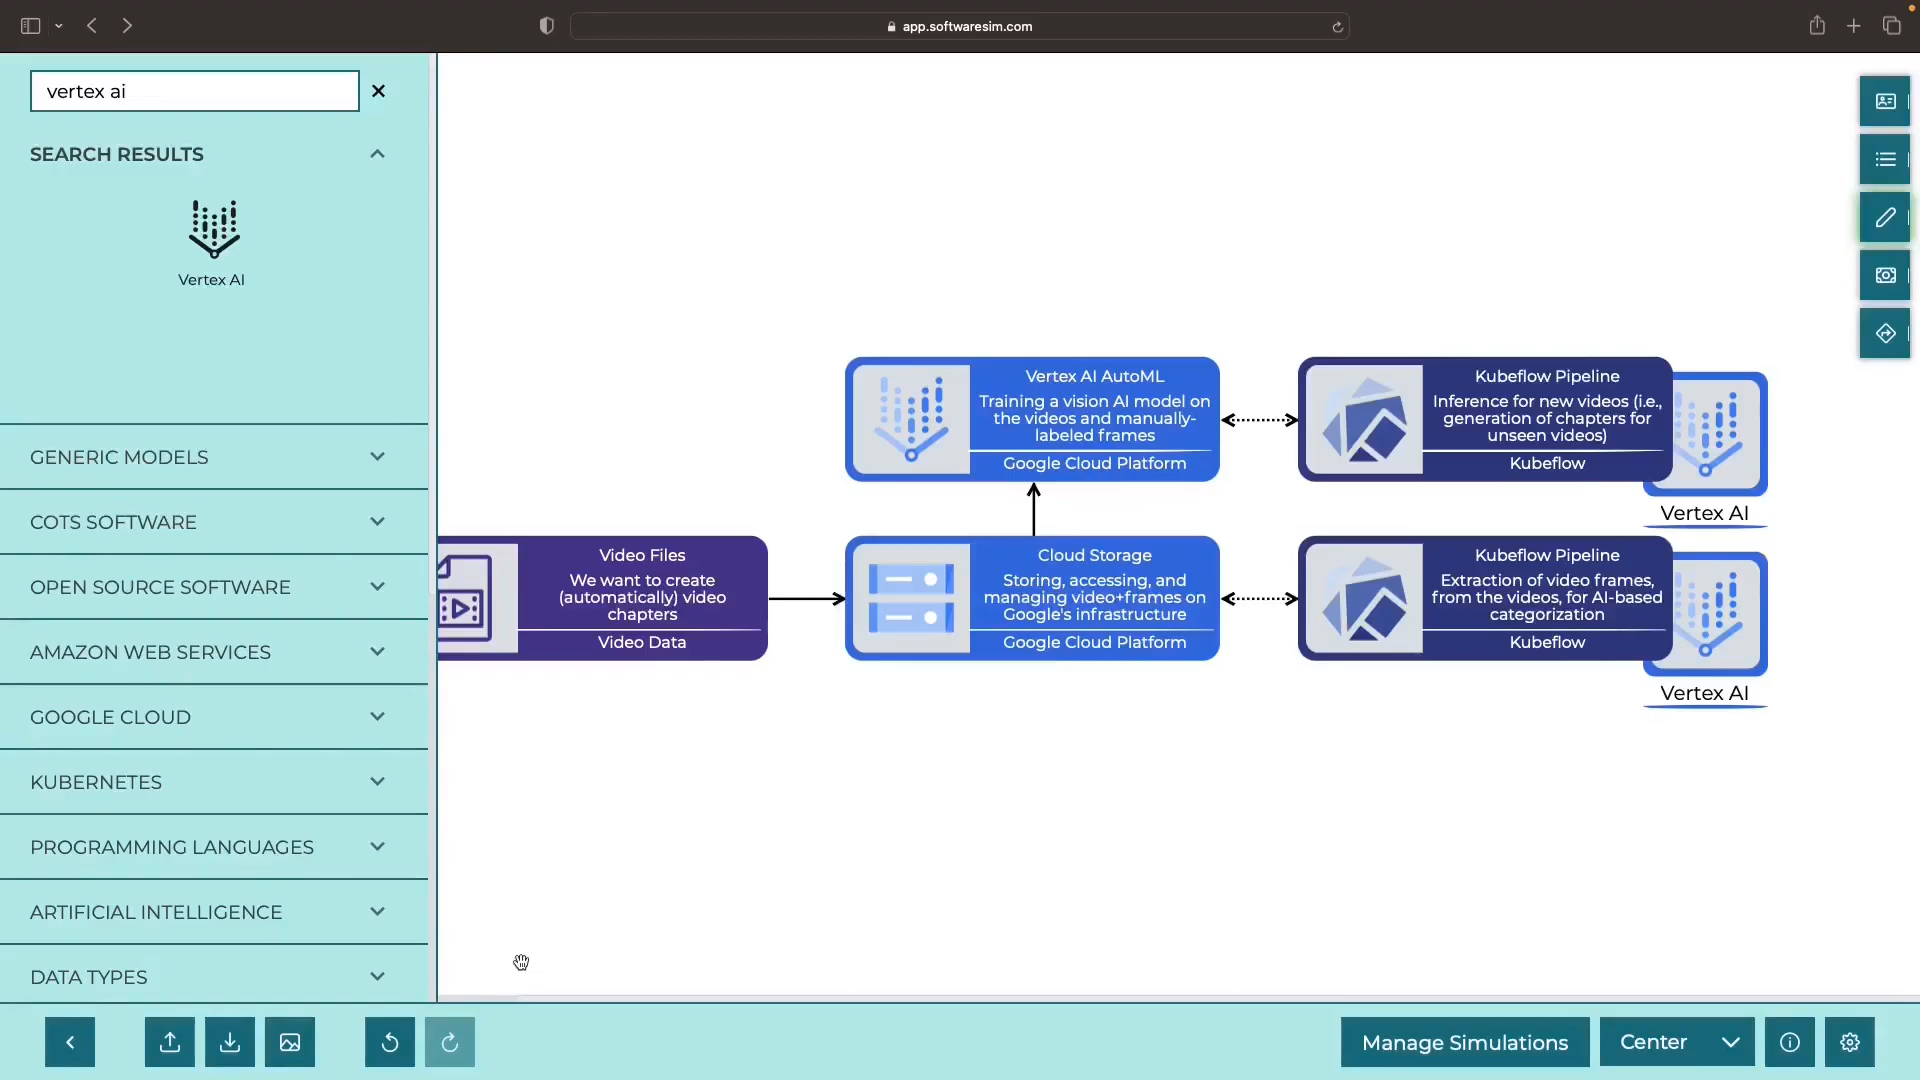 app.softwaresim.com
vertex ai
SEARCH RESULTS
Vertex AI
GENERIC MODELS
COTS SOFTWARE
OPEN SOURCE SOFTWARE
AMAZON WEB SERVICES
GOOGLE CLOUD
KUBERNETES
PROGRAMMING LANGUAGES
ARTIFICIAL INTELLIGENCE
DATA TYPES
Vertex AI AutoML
Training a vision AI model on
the videos and manually-
labeled frames
Google Cloud Platform
Kubeflow Pipeline
Inference for new videos (i.e.,
generation of chapters for
unseen videos)
Kubeflow
Vertex AI
Video Files
We want to create
(automatically) video
chapters
Video Data
Cloud Storage
Storing, accessing, and
managing video+frames on
Google's infrastructure
Google Cloud Platform
Kubeflow Pipeline
Extraction of video frames,
from the videos, for AI-based
categorization
Kubeflow
Vertex AI
Manage Simulations
Center